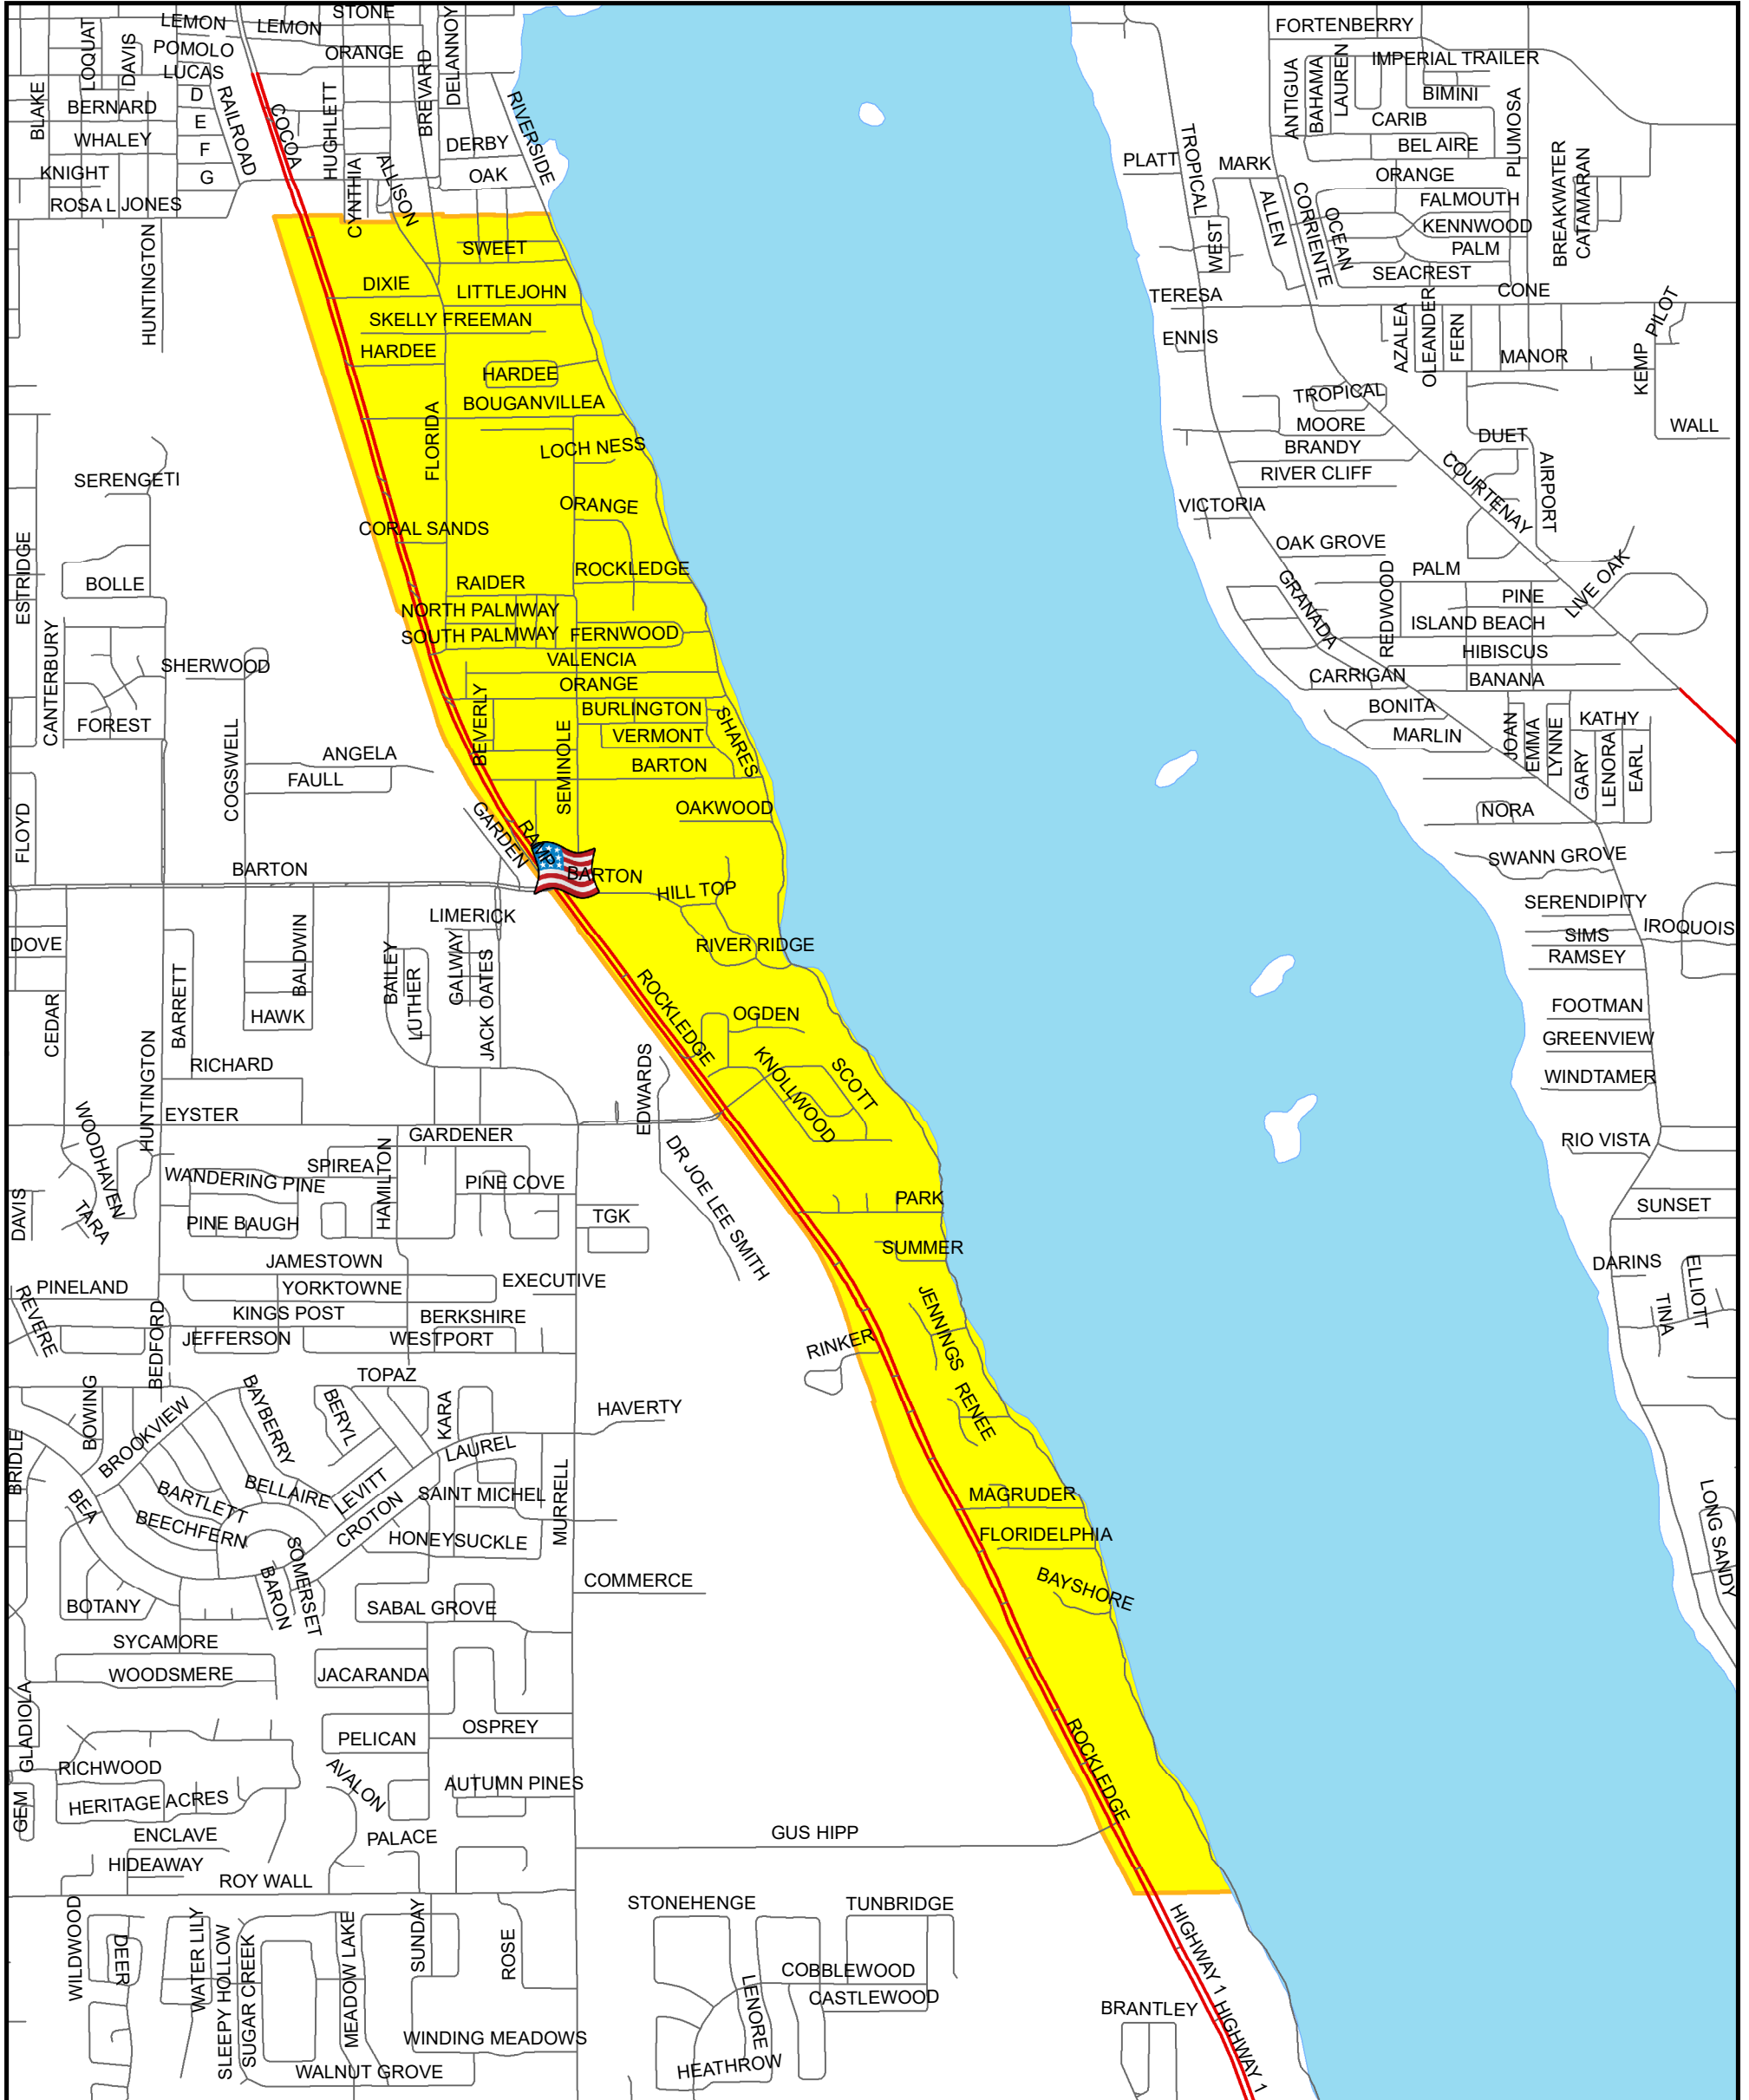 STONE
LEMON
LEMON
FORTENBERRY
LOQUAT
DAVIS
POMOLO
ORANGE
BREVARD
DELANNOY
IMPERIAL TRAILER
LUCAS
BLAKE
D
BERNARD
RAILROAD
COCOA
HUGHLETT
RIVERSIDE
ANTIGUA
BAHAMA
LAUREN
BIMINI
PLUMOSA
E
CARIB
WHALEY
F
DERBY
TROPICAL
BEL AIRE
KNIGHT
G
CYNTHIA
ALLISON
OAK
PLATT
MARK
ORANGE
BREAKWATER
CATAMARAN
ROSA L JONES
ALLEN
CORRIENTE
OCEAN
FALMOUTH
KENNWOOD
WEST
PALM
HUNTINGTON
SWEET
SEACREST
DIXIE
LITTLEJOHN
TERESA
CONE
SKELLY FREEMAN
ENNIS
AZALEA
OLEANDER
FERN
PILOT
HARDEE
HARDEE
MANOR
KEMP
BOUGANVILLEA
TROPICAL
FLORIDA
MOORE
WALL
LOCH NESS
BRANDY
DUET
SERENGETI
RIVER CLIFF
COURTENAY
AIRPORT
ORANGE
VICTORIA
CORAL SANDS
OAK GROVE
ESTRIDGE
BOLLE
RAIDER
ROCKLEDGE
GRANADA
REDWOOD
PALM
LIVE OAK
NORTH PALMWAY
PINE
SOUTH PALMWAY
FERNWOOD
ISLAND BEACH
CANTERBURY
SHERWOOD
VALENCIA
HIBISCUS
ORANGE
CARRIGAN
BANANA
FOREST
BEVERLY
BURLINGTON
SHARES
BONITA
KATHY
COGSWELL
SEMINOLE
VERMONT
MARLIN
JOAN
EMMA
LYNNE
GARY
LENORA
EARL
ANGELA
BARTON
FAULL
FLOYD
GARDEN
RAMP
OAKWOOD
NORA
BARTON
BARTON
HILL TOP
SWANN GROVE
LIMERICK
SERENDIPITY
DOVE
BALDWIN
BAILEY
LUTHER
GALWAY
JACK OATES
RIVER RIDGE
SIMS
IROQUOIS
RAMSEY
CEDAR
BARRETT
HAWK
ROCKLEDGE
OGDEN
FOOTMAN
GREENVIEW
HUNTINGTON
RICHARD
EDWARDS
KNOLLWOOD
SCOTT
WINDTAMER
EYSTER
WOODHAVEN
GARDENER
DR JOE LEE SMITH
RIO VISTA
SPIREA
HAMILTON
WANDERING PINE
PINE COVE
DAVIS
TARA
PINE BAUGH
TGK
PARK
SUNSET
SUMMER
JAMESTOWN
DARINS
ELLIOTT
PINELAND
YORKTOWNE
EXECUTIVE
REVERE
KINGS POST
BERKSHIRE
JENNINGS
TINA
BEDFORD
JEFFERSON
WESTPORT
RINKER
TOPAZ
BOWING
BROOKVIEW
BAYBERRY
BERYL
KARA
HAVERTY
RENEE
BRIDLE
LAUREL
BEA
BARTLETT
BELLAIRE
LEVITT
SAINT MICHEL
MURRELL
MAGRUDER
LONG SANDY
BEECHFERN
CROTON
HONEYSUCKLE
FLORIDELPHIA
SOMERSET
BARON
COMMERCE
BAYSHORE
BOTANY
SABAL GROVE
SYCAMORE
WOODSMERE
JACARANDA
GLADIOLA
PELICAN
OSPREY
ROCKLEDGE
RICHWOOD
AVALON
AUTUMN PINES
GEM
HERITAGE ACRES
ENCLAVE
PALACE
GUS HIPP
HIDEAWAY
ROY WALL
WILDWOOD
DEER
WATER LILY
SLEEPY HOLLOW
SUGAR CREEK
MEADOW LAKE
SUNDAY
ROSE
STONEHENGE
TUNBRIDGE
HIGHWAY 1
COBBLEWOOD
LENORE
CASTLEWOOD
HIGHWAY 1
BRANTLEY
WINDING MEADOWS
HEATHROW
WALNUT GROVE